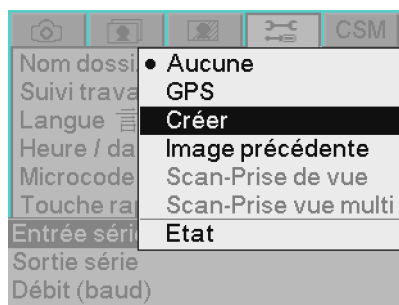 CSM
Nom dossi
Aucune
Suivi trava
GPS
Langue
Créer
Heure / da
Image précédente
Microcode
Scan-Prise de vue
Touche ra
Scan-Prise vue multi
Entrée séri
Etat
Sortie série
Débit (baud)